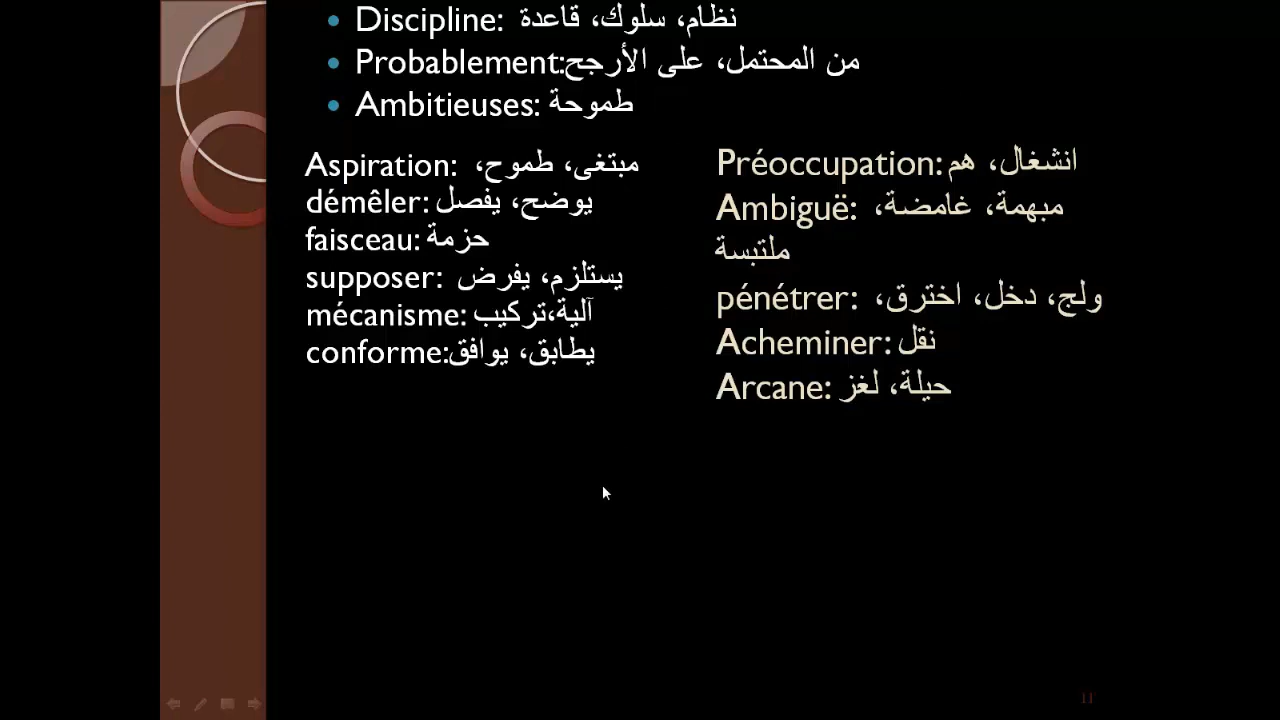 Discipline: نظام، سلوك، قاعدة
Probablement:من المحتمل، على الأرجح
Ambitieuses: طموحة
Aspiration: مبتغى، طموح،
démêler: يوضح، يفصل
faisceau: حزمة
supposer: يستلزم، يفرض
mécanisme: آلية،تركيب
conforme:يطابق، يوافق
Préoccupation: انشغال، هم
Ambiguë: مبهمة، غامضة،
ملتبسة
pénétrer: ولج، دخل، اخترق،
Acheminer: نقل
Arcane: حيلة، لغز
11